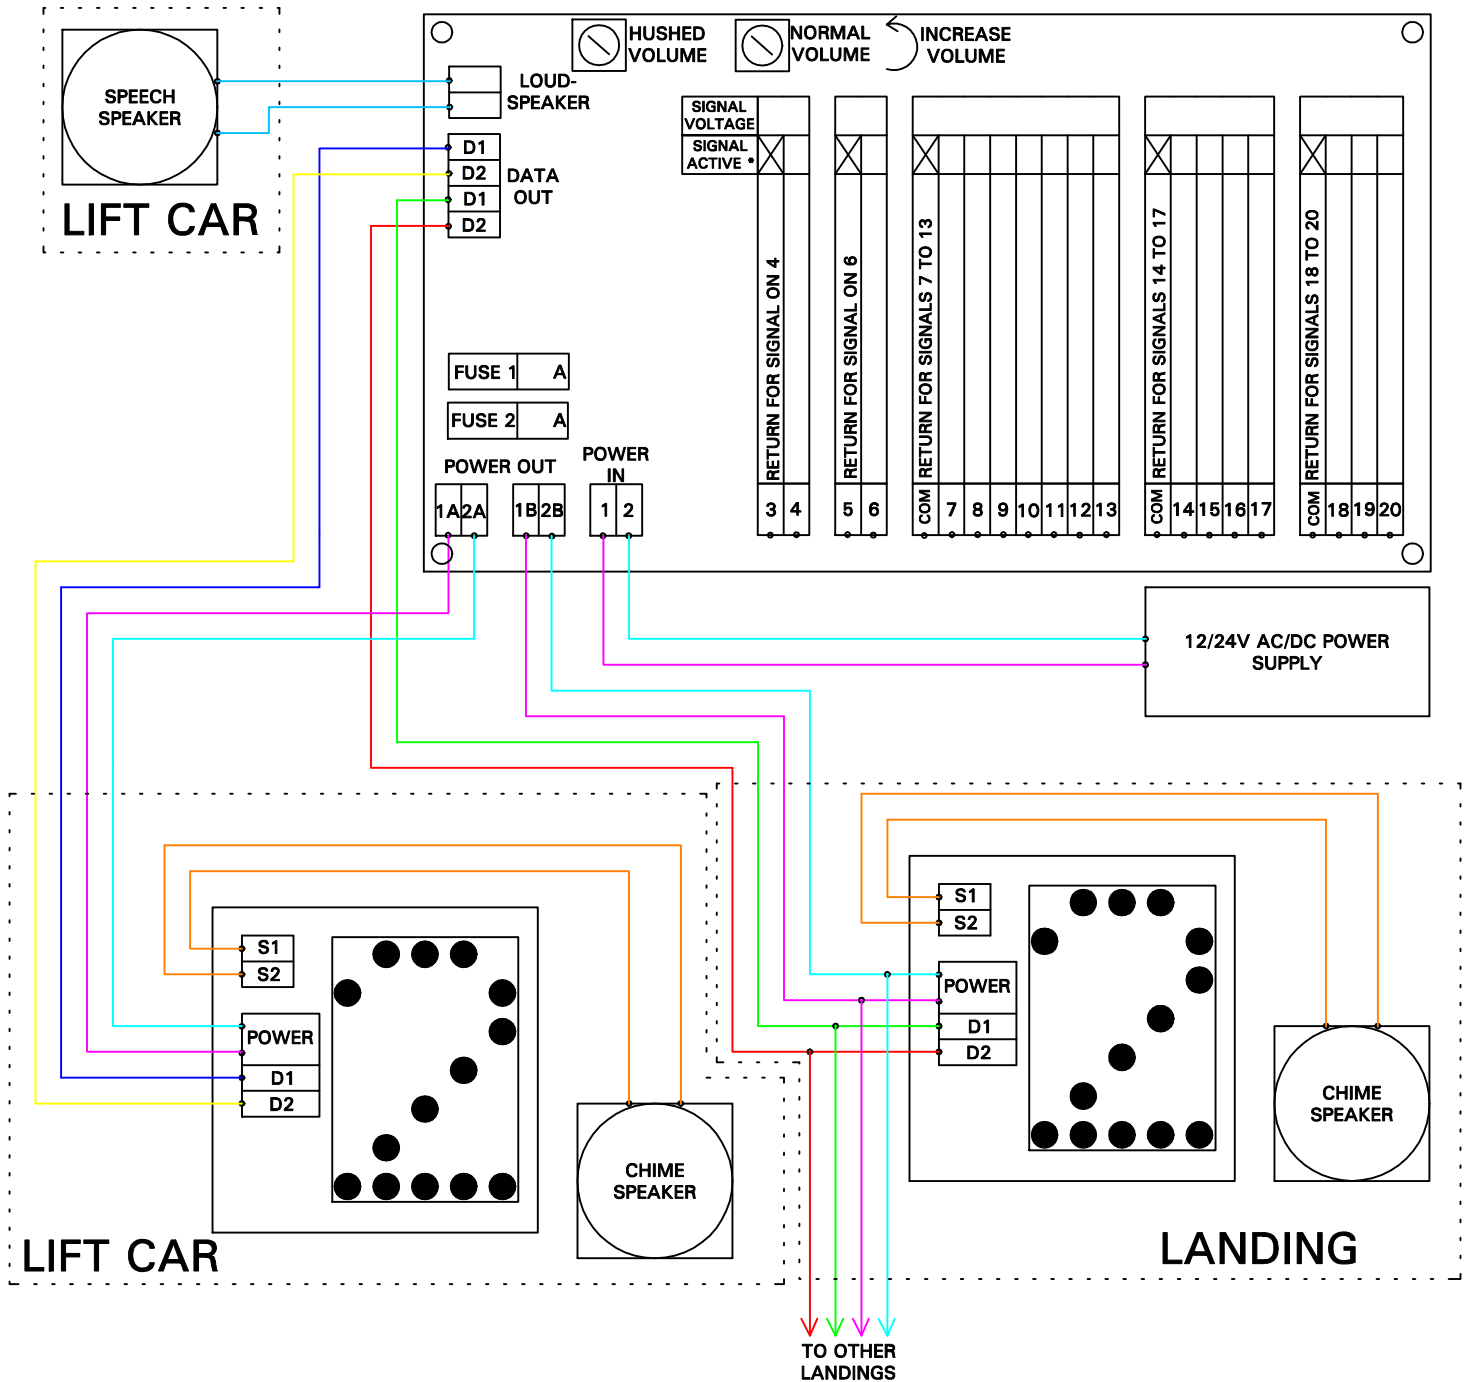 HUSHED
VOLUME
NORMAL
VOLUME
INCREASE
VOLUME
SPEECH
SPEAKER
LIFT CAR
LOUD-
SPEAKER
D1
D2
D1
D2
DATA
OUT
SIGNAL
VOLTAGE
SIGNAL
ACTIVE *
RETURN FOR SIGNAL ON 4
RETURN FOR SIGNAL ON 6
RETURN FOR SIGNALS 7 TO 13
RETURN FOR SIGNALS 14 TO 17
RETURN FOR SIGNALS 18 TO 20
FUSE 1 A
FUSE 2 A
POWER OUT
POWER
IN
1A 2A 1B 2B 1 2
3 4 5 6 COM 7 8 9 10 11 12 13 COM 14 15 16 17 COM 18 19 20
12/24V AC/DC POWER
SUPPLY
S1
S2
POWER
D1
D2
CHIME
SPEAKER
LIFT CAR
S1
S2
POWER
D1
D2
CHIME
SPEAKER
LANDING
TO OTHER
LANDINGS